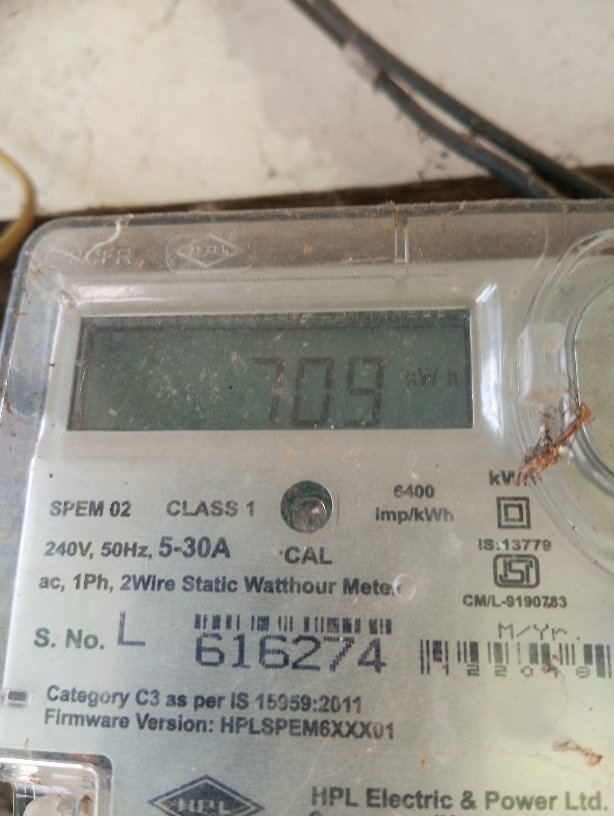 HPL
709 kWh
SPEM 02 CLASS 1 6400 imp/kWh
240V, 50Hz, 5-30A CAL IS:13779
ac, 1Ph, 2Wire Static Watthour Meter
CM/L-9190783
S. No. L 616274 M/Yr.
Category C3 as per IS 15959:2011
Firmware Version: HPLSPEM6XXX01
HPL HPL Electric & Power Ltd.